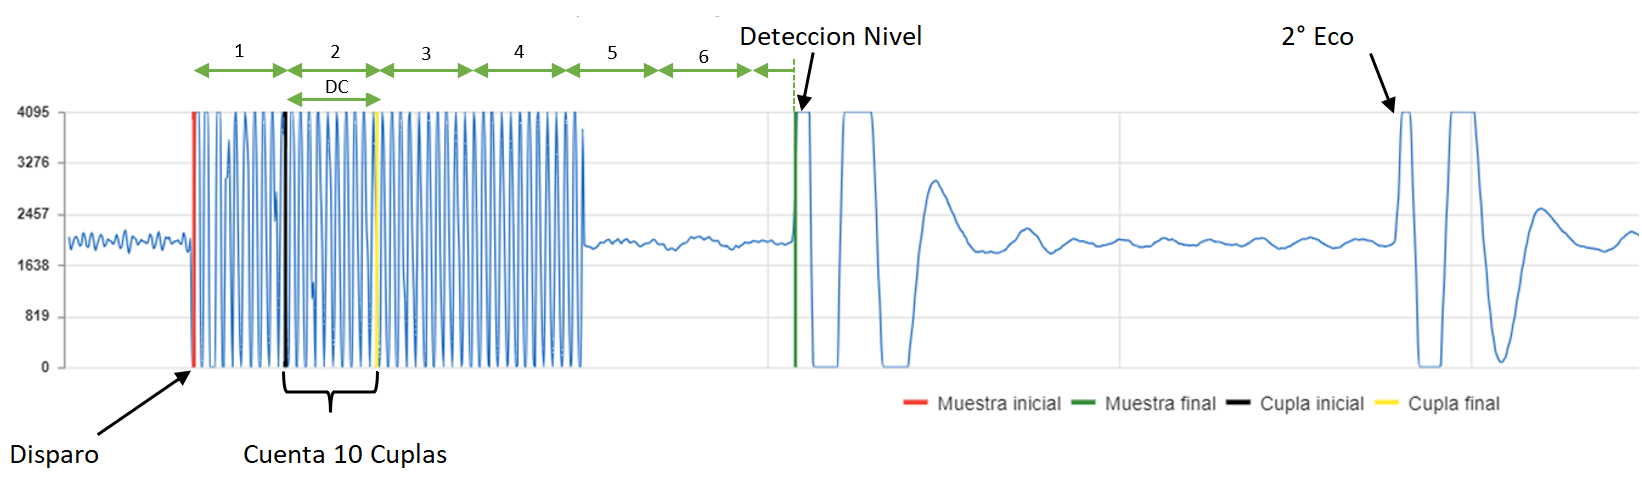 Deteccion Nivel
2° Eco
1
2
3
4
5
6
DC
4095
3276
2457
1638
819
0
Muestra inicial
Muestra final
Cupla inicial
Cupla final
Disparo
Cuenta 10 Cuplas